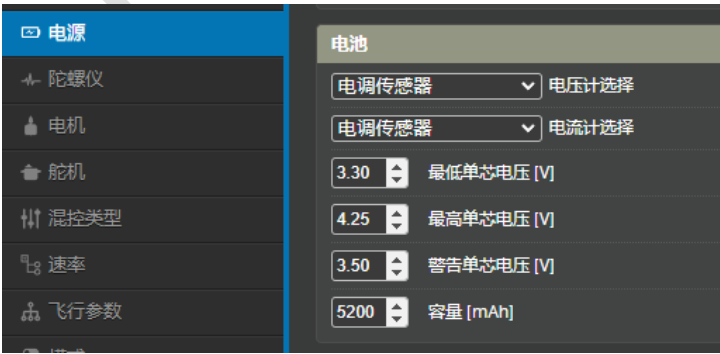 电源
陀螺仪
电机
舵机
混控类型
速率
飞行参数
电池
电调传感器 电压计选择
电调传感器 电流计选择
3.30 最低单芯电压 [V]
4.25 最高单芯电压 [V]
3.50 警告单芯电压 [V]
5200 容量 [mAh]